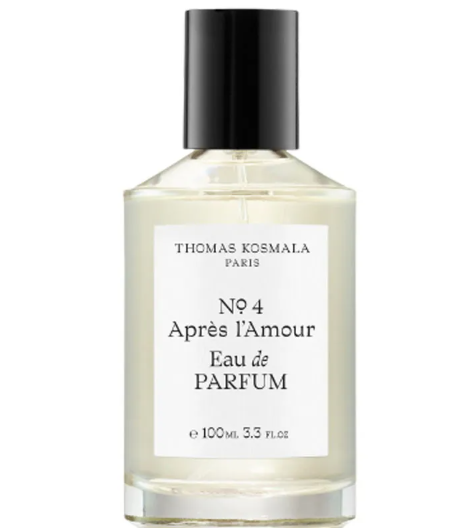 THOMAS KOSMALA
PARIS
Nº 4
Après l'Amour
Eau de
PARFUM
℮ 100ML 3.3 FL.OZ